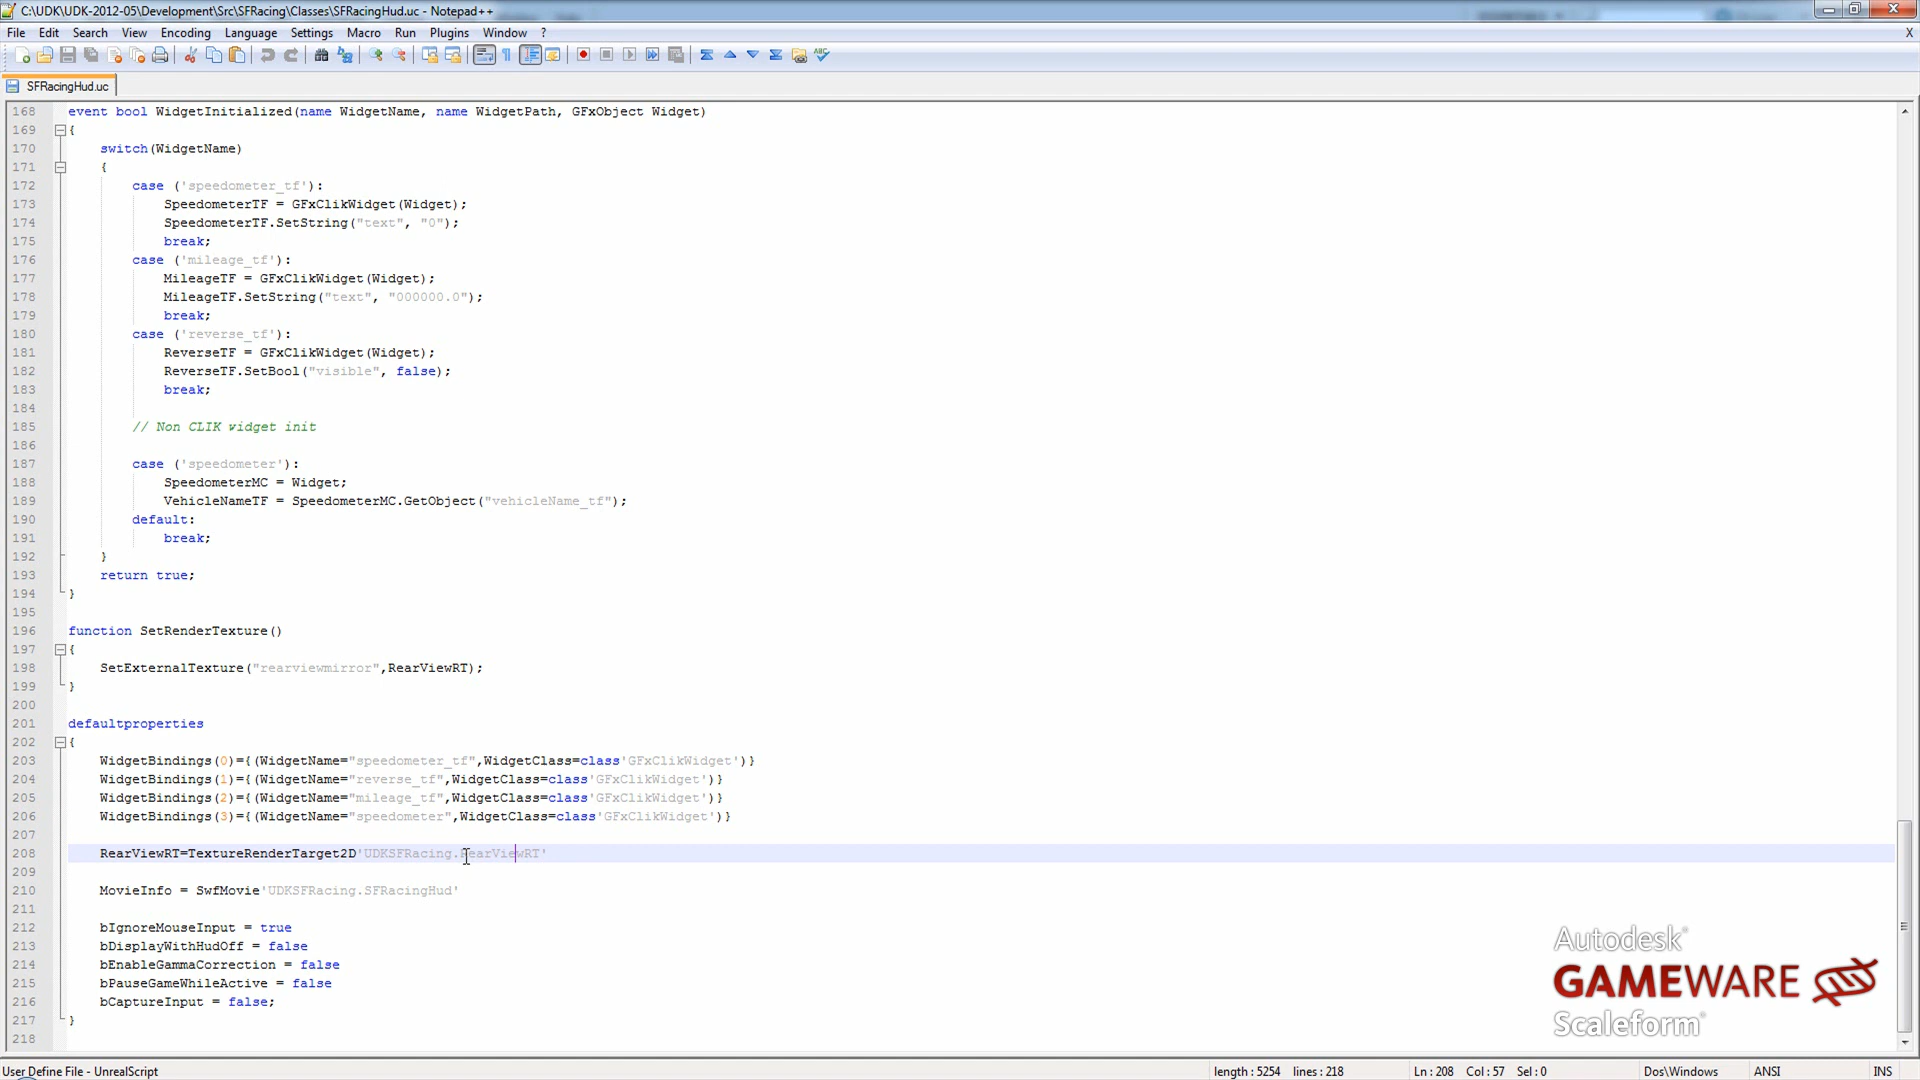 C:\UDK\UDK-2012-05\Development\Src\SFRacing\Classes\SFRacingHud.uc - Notepad++
File Edit Search View Encoding Language Settings Macro Run Plugins Window ? X
SFRacingHud.uc
168 event bool WidgetInitialized(name WidgetName, name WidgetPath, GFxObject Widget)
169 {
170 switch(WidgetName)
171 {
172 case ('speedometer_tf'):
173 SpeedometerTF = GFxClikWidget(Widget);
174 SpeedometerTF.SetString("text", "0");
175 break;
176 case ('mileage_tf'):
177 MileageTF = GFxClikWidget(Widget);
178 MileageTF.SetString("text", "000000.0");
179 break;
180 case ('reverse_tf'):
181 ReverseTF = GFxClikWidget(Widget);
182 ReverseTF.SetBool("visible", false);
183 break;
184
185 // Non CLIK widget init
186
187 case ('speedometer'):
188 SpeedometerMC = Widget;
189 VehicleNameTF = SpeedometerMC.GetObject("vehicleName_tf");
190 default:
191 break;
192 }
193 return true;
194 }
195
196 function SetRenderTexture()
197 {
198 SetExternalTexture("rearviewmirror",RearViewRT);
199 }
200
201 defaultproperties
202 {
203 WidgetBindings(0)={(WidgetName="speedometer_tf",WidgetClass=class'GFxClikWidget')}
204 WidgetBindings(1)={(WidgetName="reverse_tf",WidgetClass=class'GFxClikWidget')}
205 WidgetBindings(2)={(WidgetName="mileage_tf",WidgetClass=class'GFxClikWidget')}
206 WidgetBindings(3)={(WidgetName="speedometer",WidgetClass=class'GFxClikWidget')}
207
208 RearViewRT=TextureRenderTarget2D'UDKSFRacing.RearViewRT'
209
210 MovieInfo = SwfMovie'UDKSFRacing.SFRacingHud'
211
212 bIgnoreMouseInput = true
213 bDisplayWithHudOff = false
214 bEnableGammaCorrection = false
215 bPauseGameWhileActive = false
216 bCaptureInput = false;
217 }
218
Autodesk®
GAMEWARE
Scaleform®
User Define File - UnrealScript length : 5254 lines : 218 Ln : 208 Col : 57 Sel : 0 Dos\Windows ANSI INS